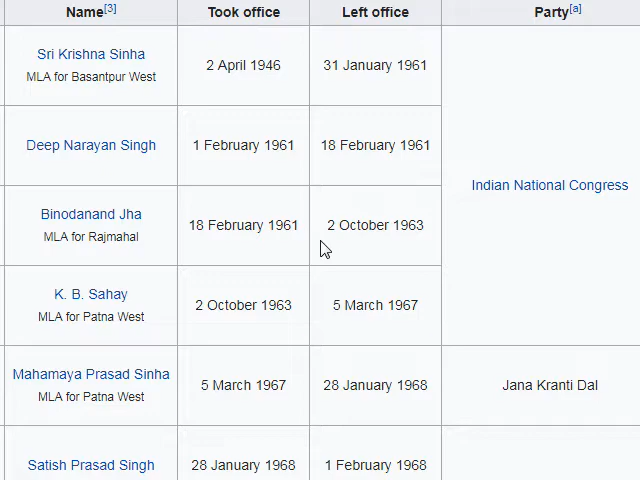 Name[3] Took office Left office Party[a]
Sri Krishna Sinha
MLA for Basantpur West
2 April 1946 31 January 1961
Deep Narayan Singh 1 February 1961 18 February 1961
Indian National Congress
Binodanand Jha
MLA for Rajmahal
18 February 1961 2 October 1963
K. B. Sahay
MLA for Patna West
2 October 1963 5 March 1967
Mahamaya Prasad Sinha
MLA for Patna West
5 March 1967 28 January 1968 Jana Kranti Dal
Satish Prasad Singh 28 January 1968 1 February 1968